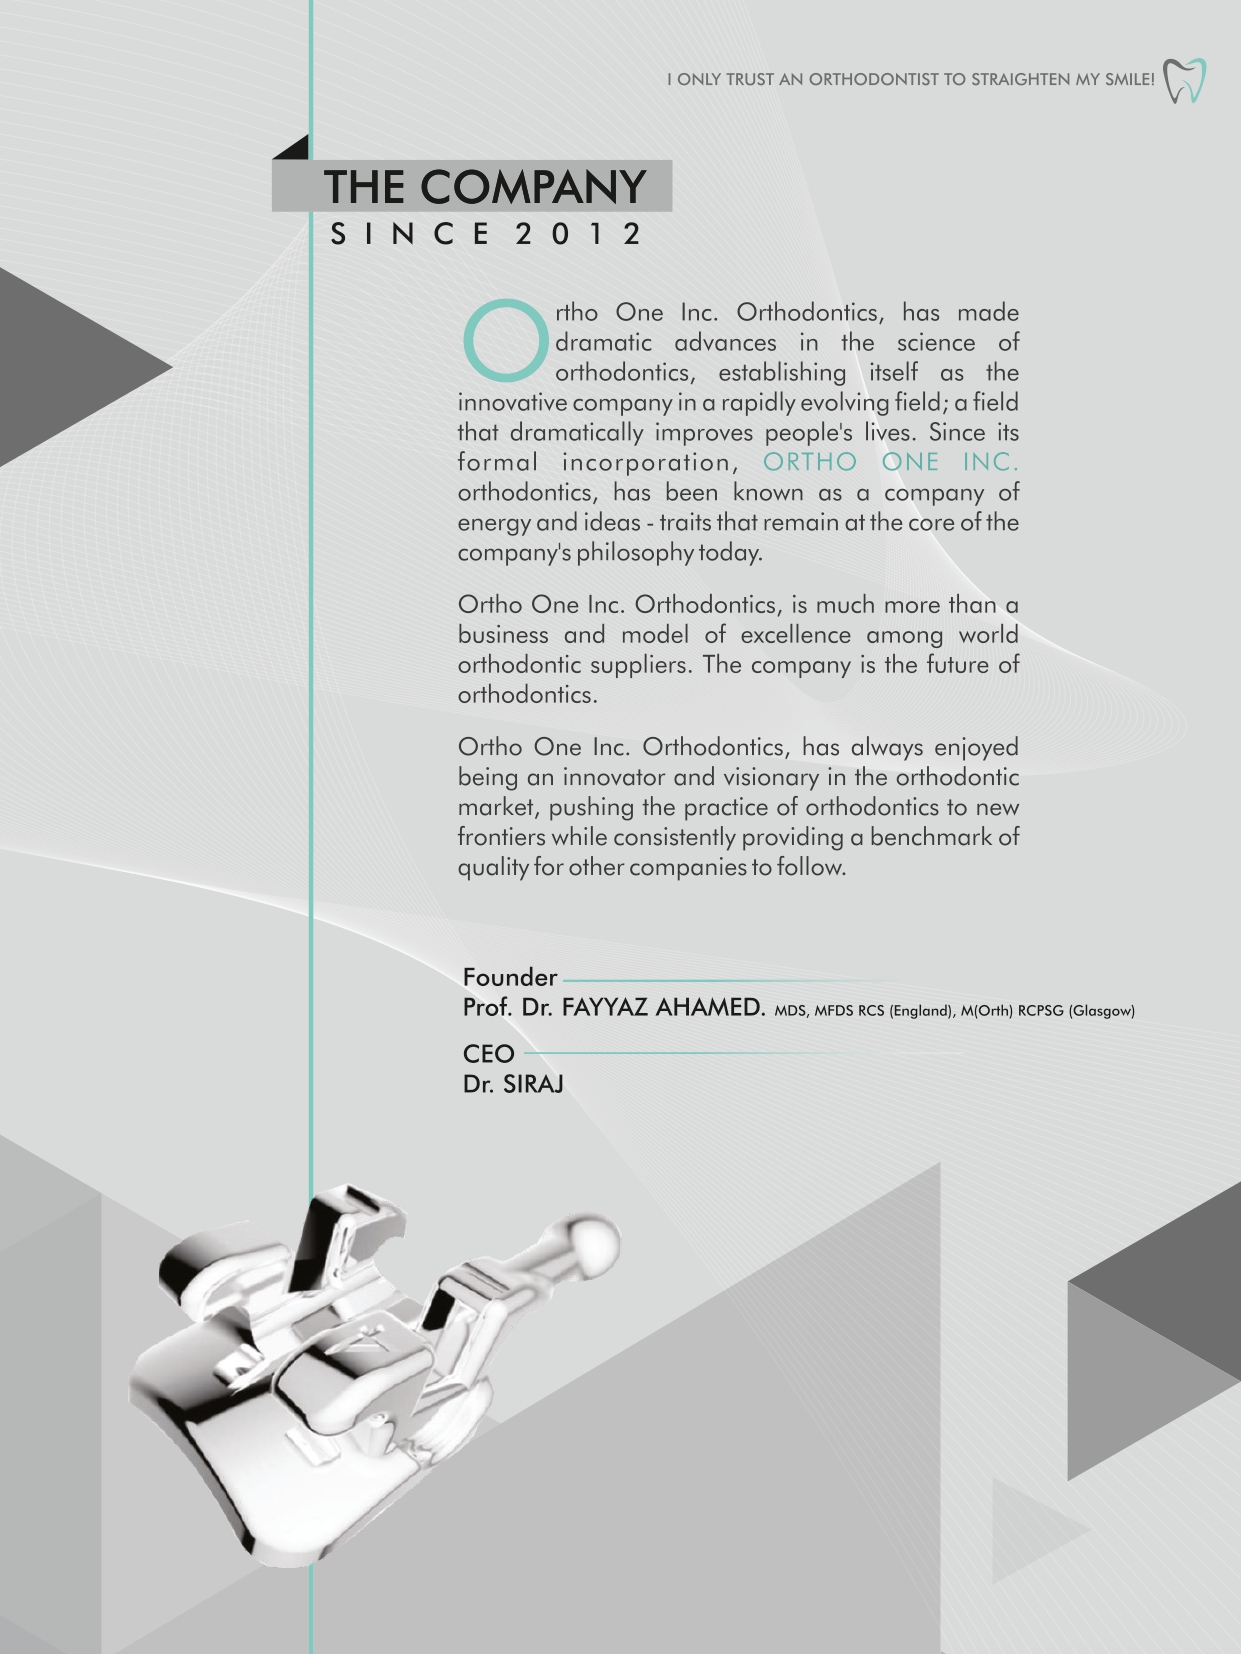 I ONLY TRUST AN ORTHODONTIST TO STRAIGHTEN MY SMILE!
THE COMPANY
SINCE 2012
Ortho One Inc. Orthodontics, has made
dramatic advances in the science of
orthodontics, establishing itself as the
innovative company in a rapidly evolving field; a field
that dramatically improves people's lives. Since its
formal incorporation, ORTHO ONE INC.
orthodontics, has been known as a company of
energy and ideas - traits that remain at the core of the
company's philosophy today.
Ortho One Inc. Orthodontics, is much more than a
business and model of excellence among world
orthodontic suppliers. The company is the future of
orthodontics.
Ortho One Inc. Orthodontics, has always enjoyed
being an innovator and visionary in the orthodontic
market, pushing the practice of orthodontics to new
frontiers while consistently providing a benchmark of
quality for other companies to follow.
Founder
Prof. Dr. FAYYAZ AHAMED. MDS, MFDS RCS (England), M(Orth) RCPSG (Glasgow)
CEO
Dr. SIRAJ